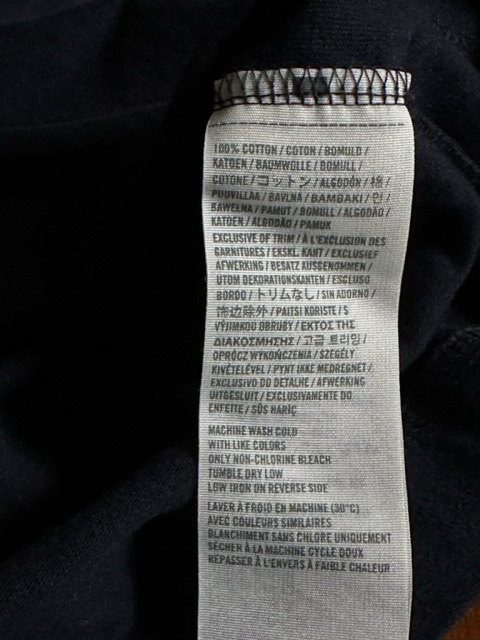 100% COTTON / COTON / BOMULD /
KATOEN / BAUMWOLLE / BOMULL /
COTONE / コットン / ALGODÓN / 棉 /
PUUVILLAA / BAVLNA / ΒΑΜΒΑΚΙ / 면 /
BAWEŁNA / PAMUT / BOMULL / ALGODÃO /
KATOEN / ALGODÃO / PAMUK
EXCLUSIVE OF TRIM / À L'EXCLUSION DES
GARNITURES / EKSKL. KANT / EXCLUSIEF
AFWERKING / BESATZ AUSGENOMMEN /
UTOM DEKORATIONSKANTEN / ESCLUSO
BORDO / トリムなし / SIN ADORNO /
饰边除外 / PAITSI KORISTE / S
VÝJIMKOU OBRUBY / ΕΚΤΟΣ ΤΗΣ
ΔΙΑΚΟΣΜΗΣΗΣ / 고급 트리밍 /
OPRÓCZ WYKOŃCZENIA / SZEGÉLY
KIVÉTELÉVEL / PYNT IKKE MEDREGNET /
EXCLUSIVO DO DETALHE / AFWERKING
UITGESLUIT / EXCLUSIVAMENTE DO
ENFEITE / SÜS HARİÇ
MACHINE WASH COLD
WITH LIKE COLORS
ONLY NON-CHLORINE BLEACH
TUMBLE DRY LOW
LOW IRON ON REVERSE SIDE
LAVER À FROID EN MACHINE (30°C)
AVEC COULEURS SIMILAIRES
BLANCHIMENT SANS CHLORE UNIQUEMENT
SÉCHER À LA MACHINE CYCLE DOUX
REPASSER À L'ENVERS À FAIBLE CHALEUR